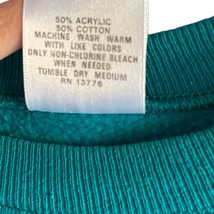 50% ACRYLIC
50% COTTON
MACHINE WASH WARM
WITH LIKE COLORS
ONLY NON-CHLORINE BLEACH
WHEN NEEDED
TUMBLE DRY MEDIUM
RN 13776